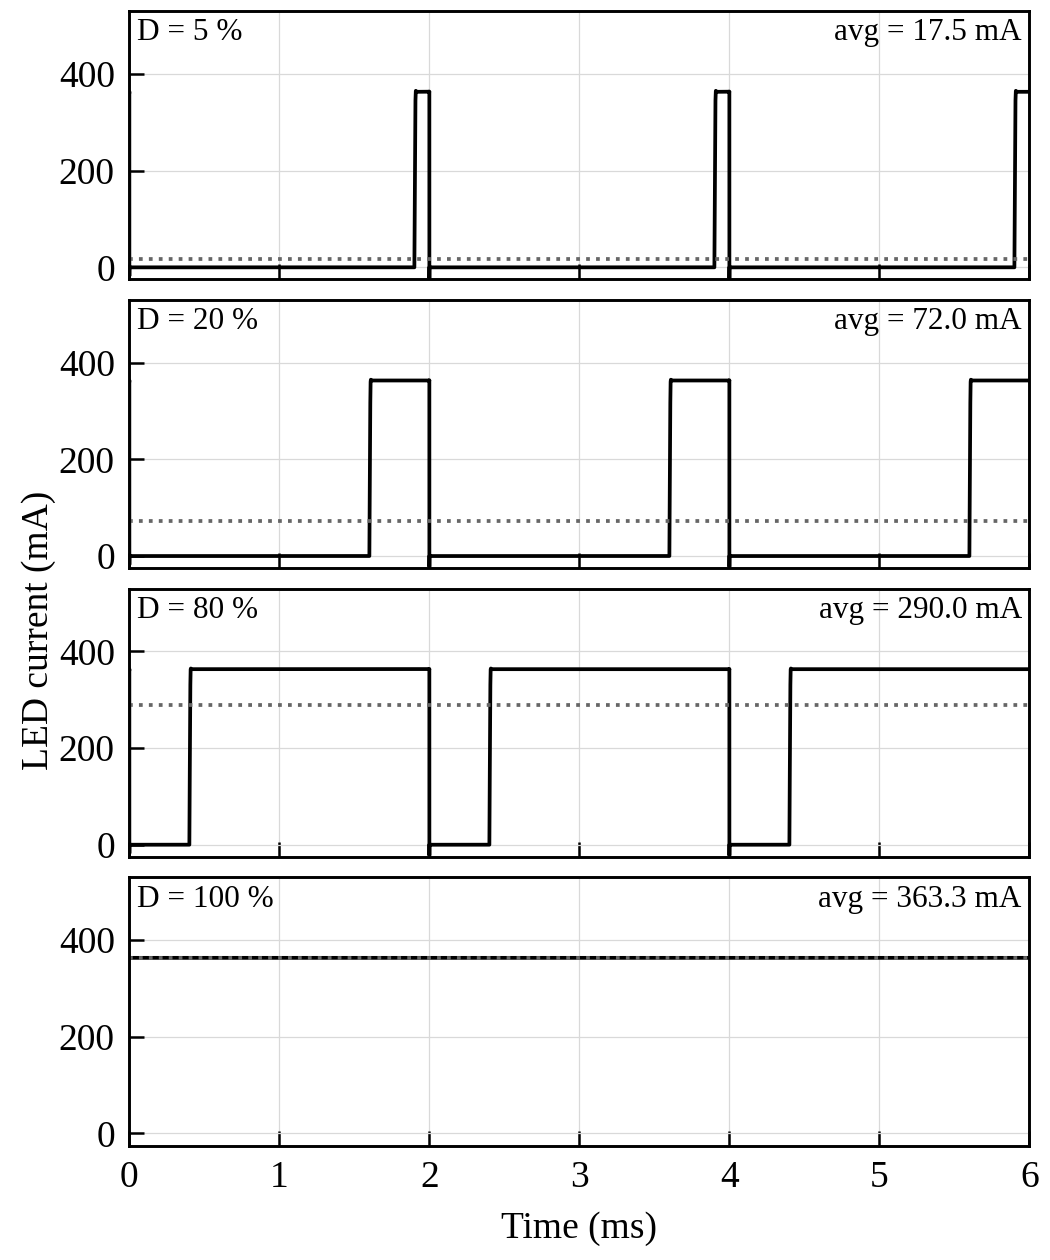 D = 5 %
avg = 17.5 mA
400
200
0
D = 20 %
avg = 72.0 mA
400
200
0
LED current (mA)
D = 80 %
avg = 290.0 mA
400
200
0
D = 100 %
avg = 363.3 mA
400
200
0
0 1 2 3 4 5 6
Time (ms)